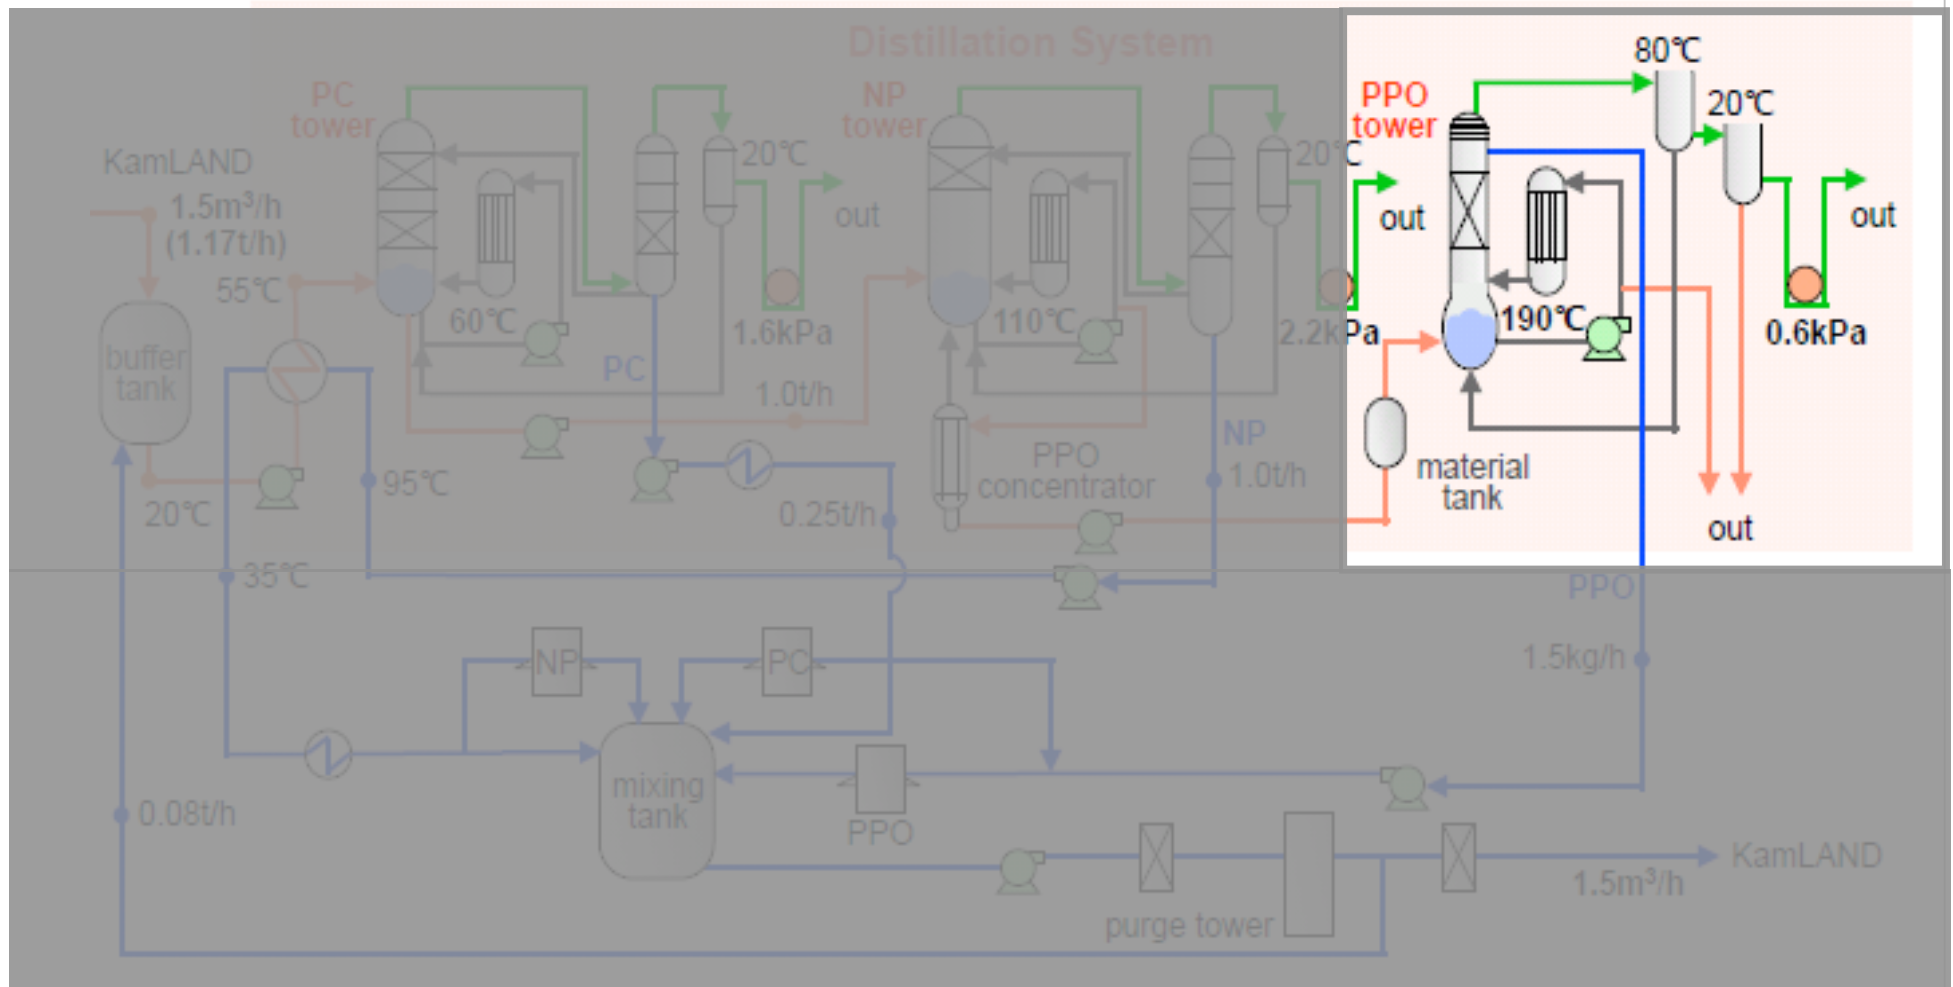 Distillation System
80℃
PC
tower
NP
tower
PPO
tower
20℃
KamLAND
20℃
20℃
1.5m³/h
(1.17t/h)
out
out
out
55℃
60℃
1.6kPa
110℃
2.2kPa
190℃
0.6kPa
buffer
tank
PC
1.0t/h
NP
PPO
concentrator
material
tank
95℃
1.0t/h
20℃
0.25t/h
out
35℃
PPO
NP
PC
1.5kg/h
mixing
tank
0.08t/h
PPO
KamLAND
1.5m³/h
purge tower